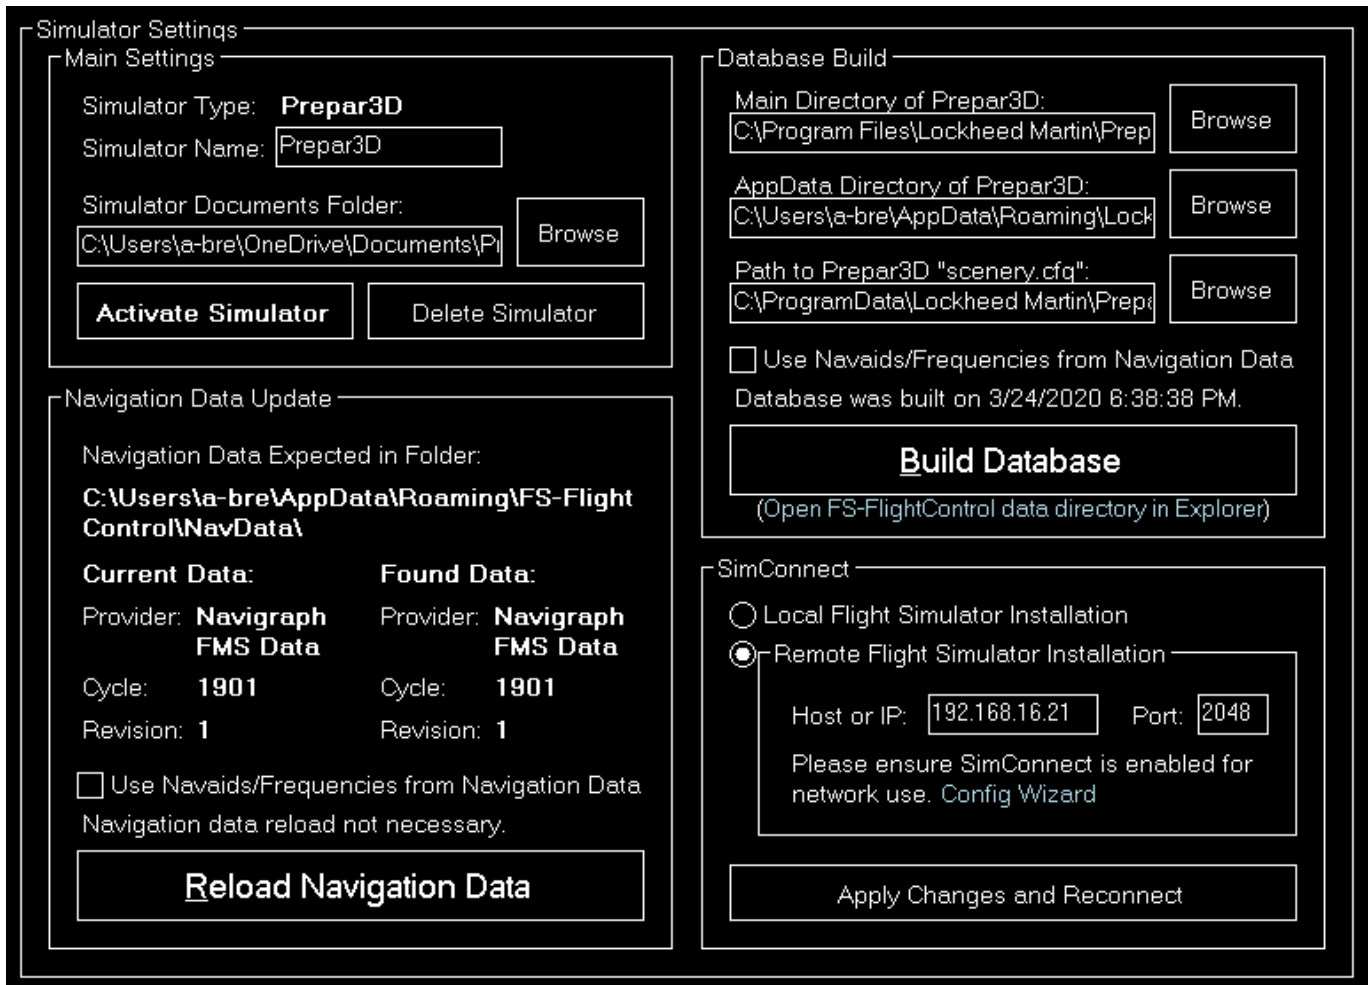 Simulator Settings
Main Settings
Simulator Type: Prepar3D
Simulator Name: Prepar3D
Simulator Documents Folder:
C:\Users\a-bre\OneDrive\Documents\Pr
Browse
Activate Simulator
Delete Simulator
Navigation Data Update
Navigation Data Expected in Folder:
C:\Users\a-bre\AppData\Roaming\FS-Flight
Control\NavData\
Current Data:
Found Data:
Provider: Navigraph
FMS Data
Provider: Navigraph
FMS Data
Cycle: 1901
Cycle: 1901
Revision: 1
Revision: 1
Use Navaids/Frequencies from Navigation Data
Navigation data reload not necessary.
Reload Navigation Data
Database Build
Main Directory of Prepar3D:
C:\Program Files\Lockheed Martin\Prep
Browse
AppData Directory of Prepar3D:
C:\Users\a-bre\AppData\Roaming\Lock
Browse
Path to Prepar3D "scenery.cfg":
C:\ProgramData\Lockheed Martin\Prepa
Browse
Use Navaids/Frequencies from Navigation Data
Database was built on 3/24/2020 6:38:38 PM.
Build Database
(Open FS-FlightControl data directory in Explorer)
SimConnect
Local Flight Simulator Installation
Remote Flight Simulator Installation
Host or IP: 192.168.16.21 Port: 2048
Please ensure SimConnect is enabled for
network use. Config Wizard
Apply Changes and Reconnect